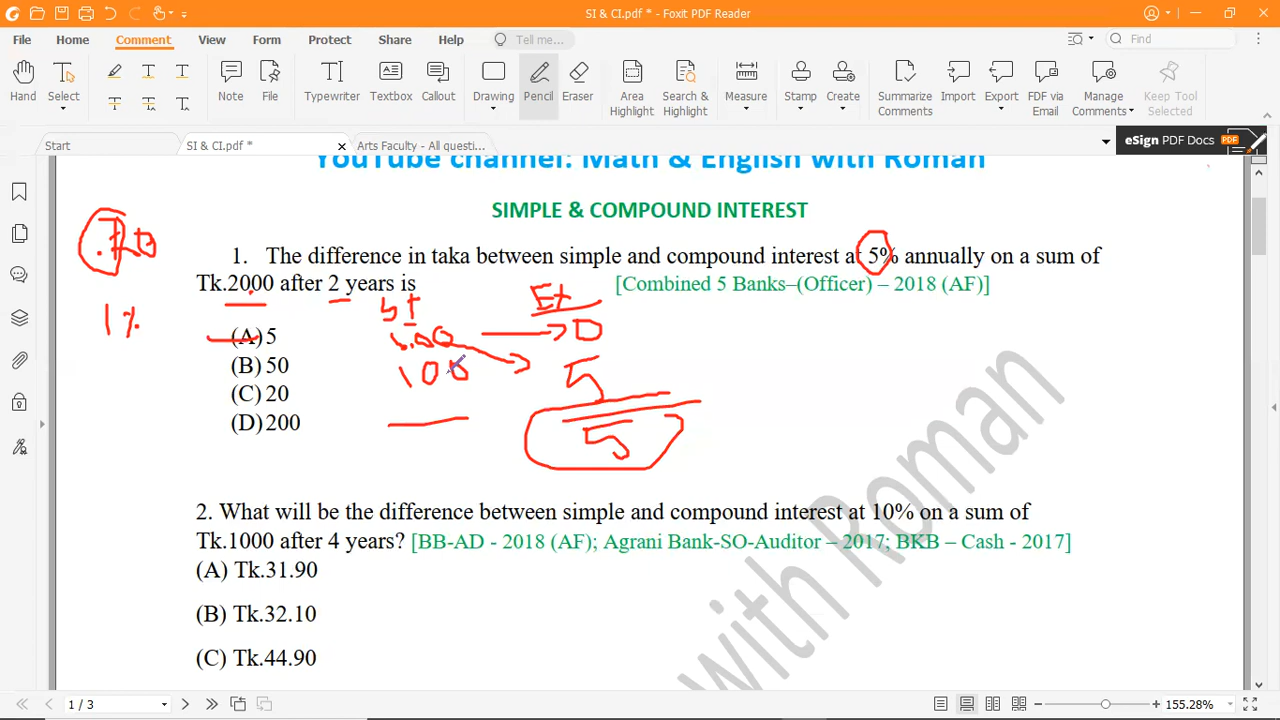 SI & CI.pdf * - Foxit PDF Reader
File Home Comment View Form Protect Share Help Tell me... Find
Hand Select Note File Typewriter Textbox Callout Drawing Pencil Eraser Area Highlight Search & Highlight Measure Stamp Create Summarize Comments Import Export PDF via Email Manage Comments Keep Tool Selected
Start SI & CI.pdf * Arts Faculty - All questi... eSign PDF Docs
YouTube channel: Math & English with Roman
SIMPLE & COMPOUND INTEREST
1. The difference in taka between simple and compound interest at 5% annually on a sum of
Tk.2000 after 2 years is [Combined 5 Banks–(Officer) – 2018 (AF)]
1%
(A) 5
(B) 50
(C) 20
(D) 200
100 0
100 5
5
2. What will be the difference between simple and compound interest at 10% on a sum of
Tk.1000 after 4 years? [BB-AD - 2018 (AF); Agrani Bank-SO-Auditor – 2017; BKB – Cash - 2017]
(A) Tk.31.90
(B) Tk.32.10
(C) Tk.44.90
with Roman
1 / 3 155.28%